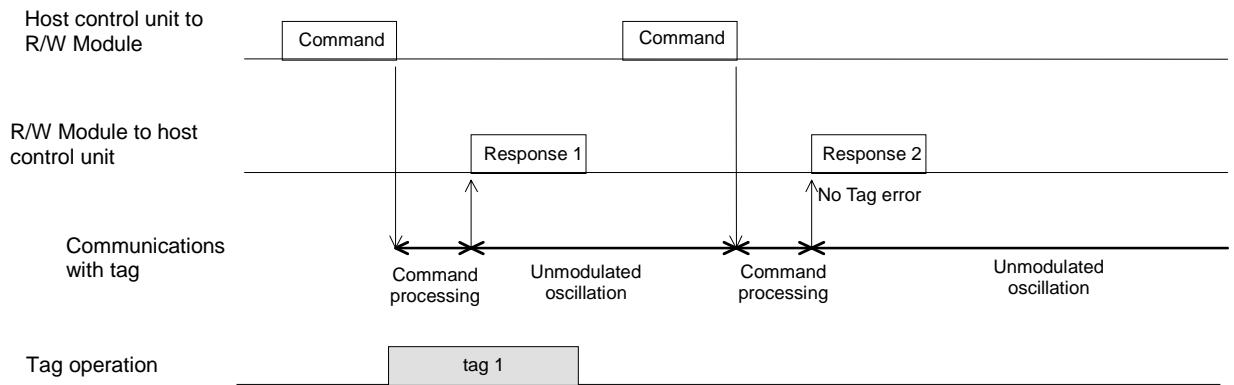 Host control unit to
R/W Module
Command
Command
R/W Module to host
control unit
Response 1
Response 2
No Tag error
Communications
with tag
Command
processing
Unmodulated
oscillation
Command
processing
Unmodulated
oscillation
Tag operation
tag 1